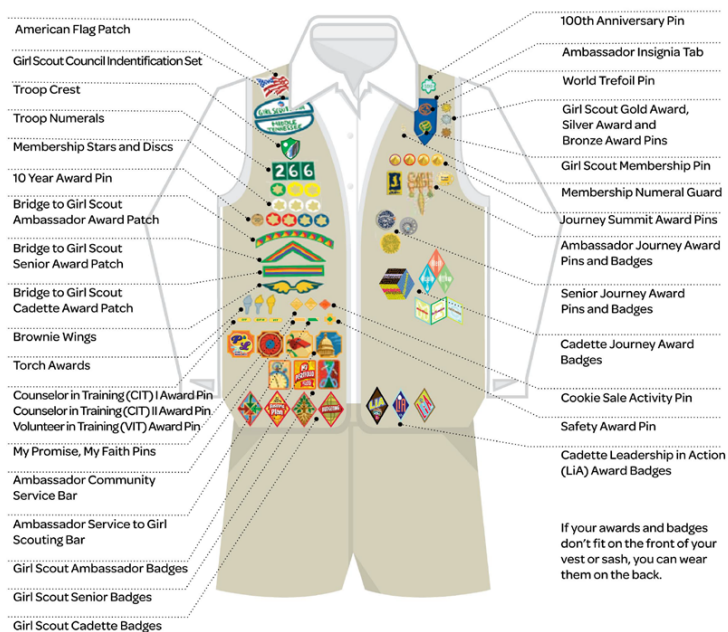 American Flag Patch
Girl Scout Council Indentification Set
Troop Crest
Troop Numerals
Membership Stars and Discs
10 Year Award Pin
Bridge to Girl Scout
Ambassador Award Patch
Bridge to Girl Scout
Senior Award Patch
Bridge to Girl Scout
Cadette Award Patch
Brownie Wings
Torch Awards
Counselor in Training (CIT) I Award Pin
Counselor in Training (CIT) II Award Pin
Volunteer in Training (VIT) Award Pin
My Promise, My Faith Pins
Ambassador Community
Service Bar
Ambassador Service to Girl
Scouting Bar
Girl Scout Ambassador Badges
Girl Scout Senior Badges
Girl Scout Cadette Badges
GIRL SCOUTS
MIDDLE
TENNESSEE
266
100th Anniversary Pin
Ambassador Insignia Tab
World Trefoil Pin
Girl Scout Gold Award,
Silver Award and
Bronze Award Pins
Girl Scout Membership Pin
Membership Numeral Guard
Journey Summit Award Pins
Ambassador Journey Award
Pins and Badges
Senior Journey Award
Pins and Badges
Cadette Journey Award
Badges
Cookie Sale Activity Pin
Safety Award Pin
Cadette Leadership in Action
(LiA) Award Badges
If your awards and badges
don't fit on the front of your
vest or sash, you can wear
them on the back.